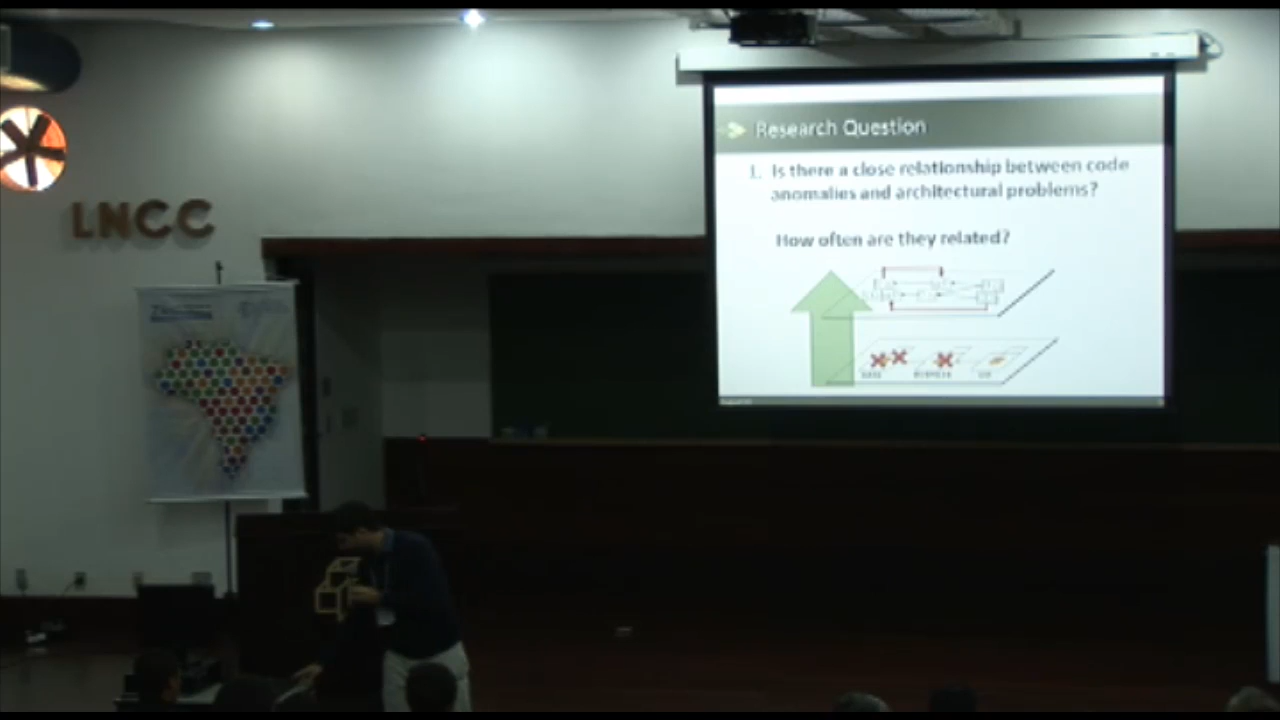 LNCC
Research Question
1. Is there a close relationship between code
anomalies and architectural problems?
How often are they related?